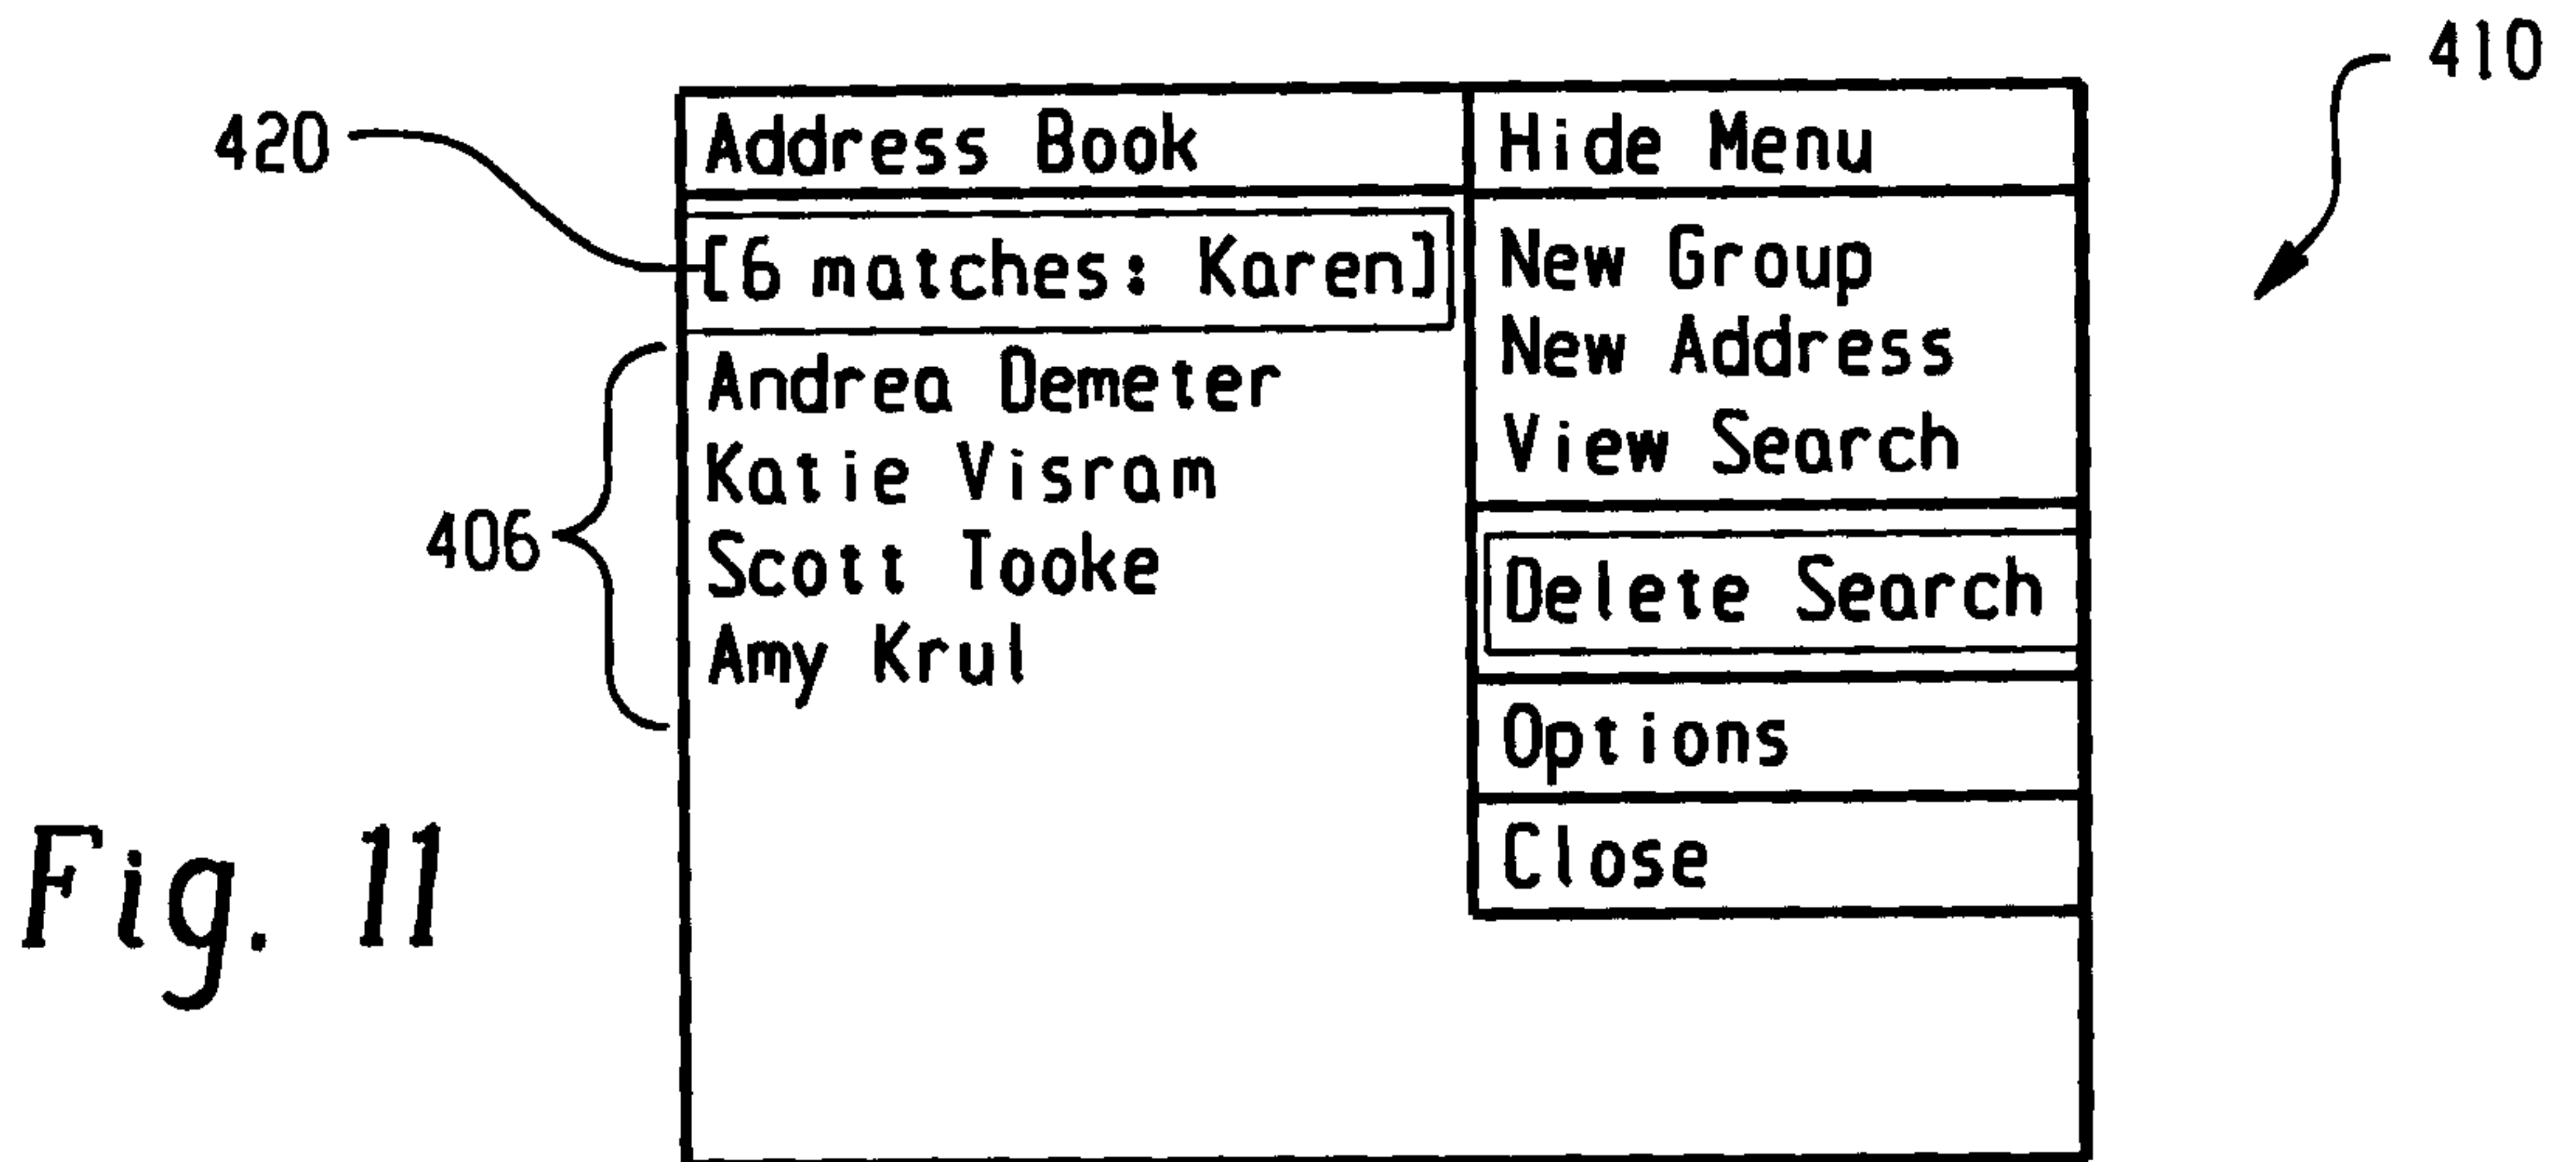 410
420
Address Book
[6 matches: Karen]
406
Andrea Demeter
Katie Visram
Scott Tooke
Amy Krul
Hide Menu
New Group
New Address
View Search
Delete Search
Options
Close
Fig. 11